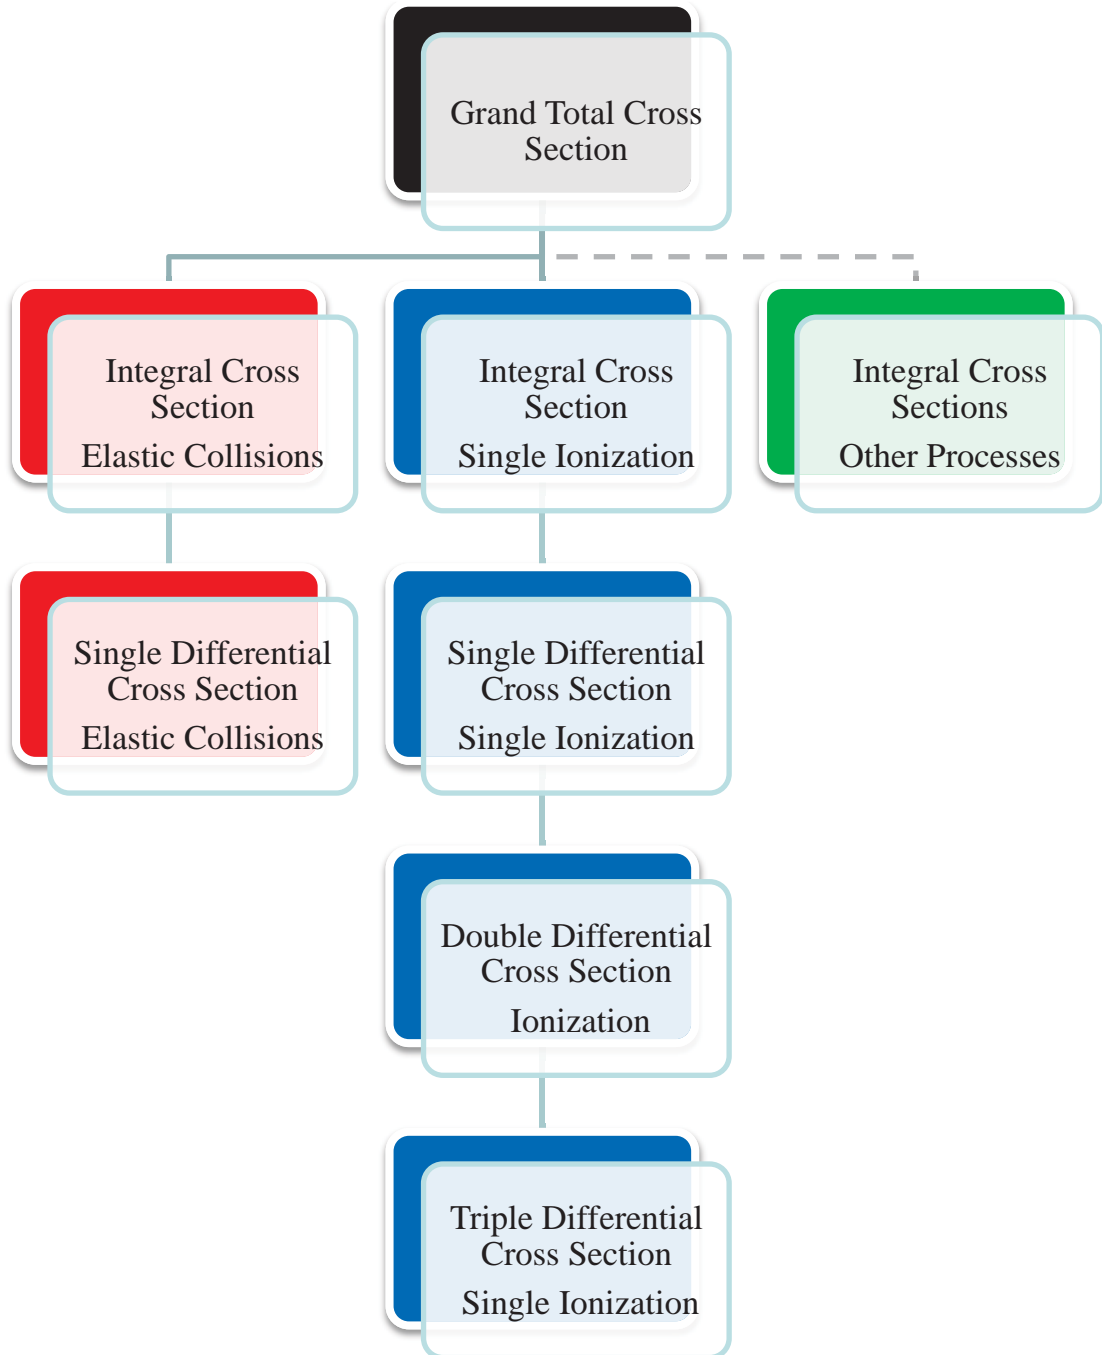 Grand Total Cross
Section
Integral Cross
Section
Elastic Collisions
Integral Cross
Section
Single Ionization
Integral Cross
Sections
Other Processes
Single Differential
Cross Section
Elastic Collisions
Single Differential
Cross Section
Single Ionization
Double Differential
Cross Section
Ionization
Triple Differential
Cross Section
Single Ionization